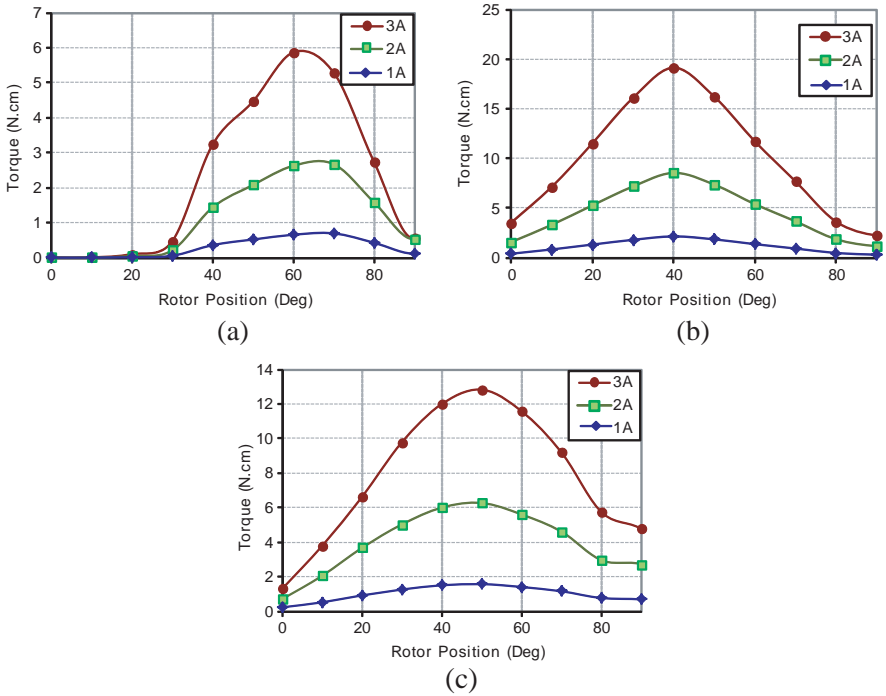 7
6
5
4
3
2
1
0
Torque (N.cm)
3A
2A
1A
0 20 40 60 80
Rotor Position (Deg)
(a)
25
20
15
10
5
0
Torque (N.cm)
3A
2A
1A
0 20 40 60 80
Rotor Position (Deg)
(b)
14
12
10
8
6
4
2
0
Torque (N.cm)
3A
2A
1A
0 20 40 60 80
Rotor Position (Deg)
(c)